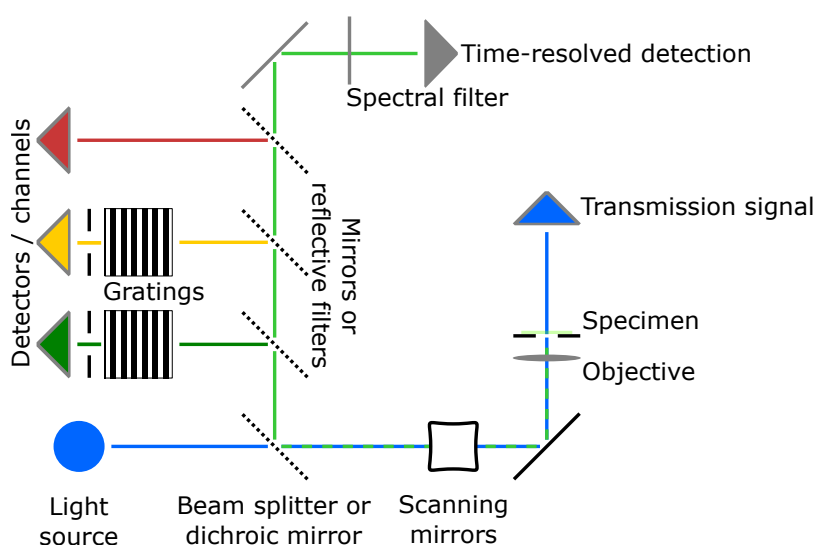 Time-resolved detection
Spectral filter
Detectors / channels
Mirrors or
reflective filters
Transmission signal
Gratings
Specimen
Objective
Light
source
Beam splitter or
dichroic mirror
Scanning
mirrors